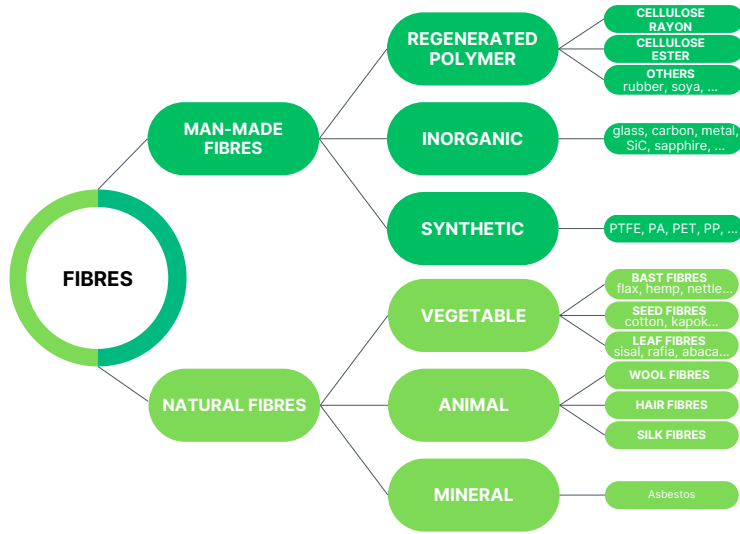 FIBRES
MAN-MADE
FIBRES
REGENERATED
POLYMER
CELLULOSE
RAYON
CELLULOSE
ESTER
OTHERS
rubber, soya, ...
INORGANIC
glass, carbon, metal,
SiC, sapphire, ...
SYNTHETIC
PTFE, PA, PET, PP, ...
NATURAL FIBRES
VEGETABLE
BAST FIBRES
flax, hemp, nettle...
SEED FIBRES
cotton, kapok...
LEAF FIBRES
sisal, rafia, abaca...
ANIMAL
WOOL FIBRES
HAIR FIBRES
SILK FIBRES
MINERAL
Asbestos